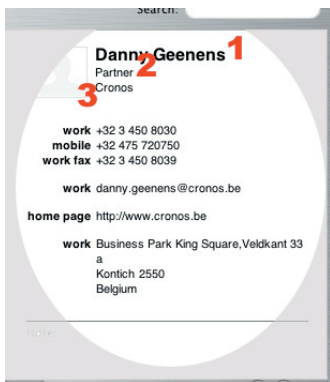 Search:
Danny Geenens 1
Partner 2
3 Cronos
work +32 3 450 8030
mobile +32 475 720750
work fax +32 3 450 8039
work danny.geenens@cronos.be
home page http://www.cronos.be
work Business Park King Square,Veldkant 33
a
Kontich 2550
Belgium
Note: